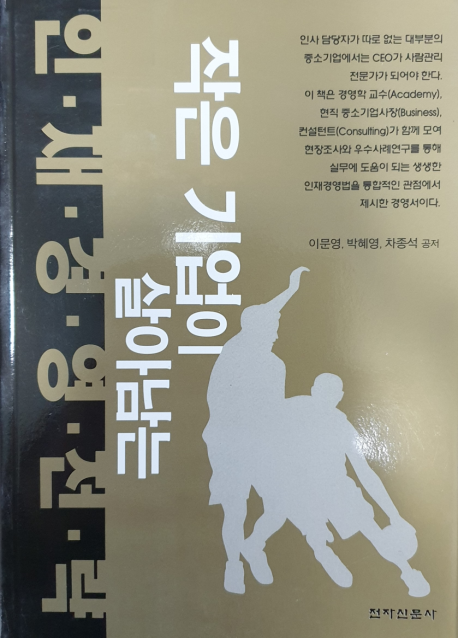 작은 기업이
살아남는
인·재·경·영·전·략
인사 담당자가 따로 없는 대부분의
중소기업에서는 CEO가 사람관리
전문가가 되어야 한다.
이 책은 경영학 교수(Academy),
현직 중소기업사장(Business),
컨설턴트(Consulting)가 함께 모여
현장조사와 우수사례연구를 통해
실무에 도움이 되는 생생한
인재경영법을 통합적인 관점에서
제시한 경영서이다.
이문영, 박혜영, 차종석 공저
전자신문사